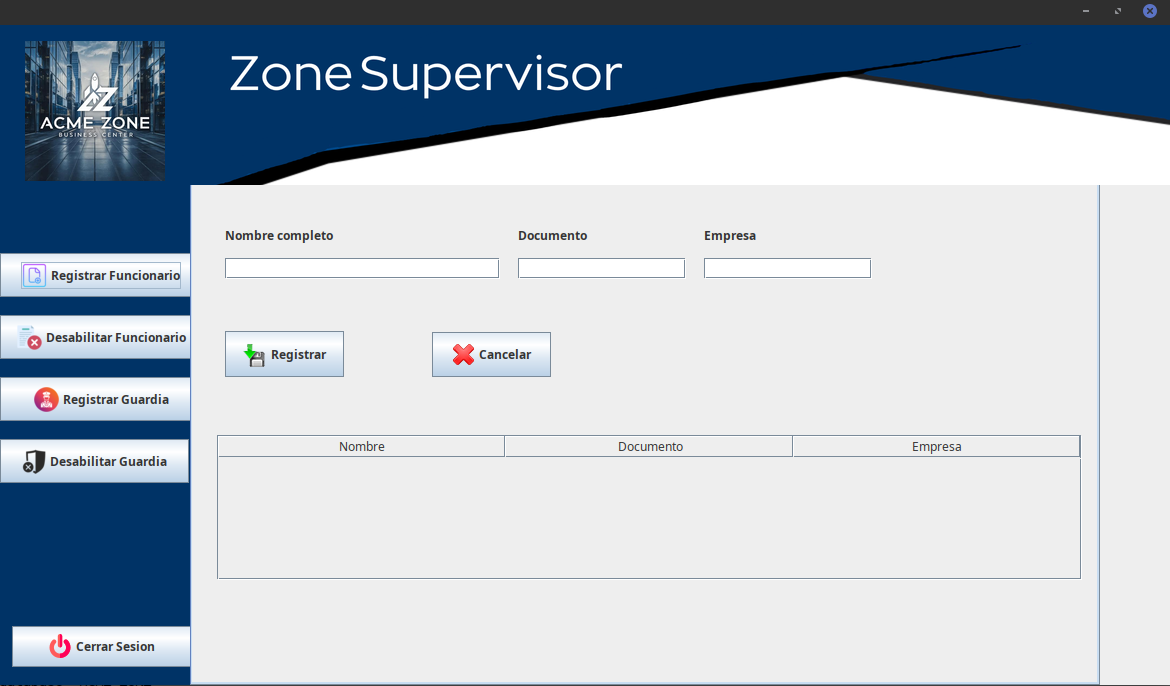 Zone Supervisor
ACME ZONE
BUSINESS CENTER
Nombre completo
Documento
Empresa
Registrar Funcionario
Desabilitar Funcionario
Registrar Guardia
Desabilitar Guardia
Cerrar Sesion
Registrar
Cancelar
Nombre
Documento
Empresa